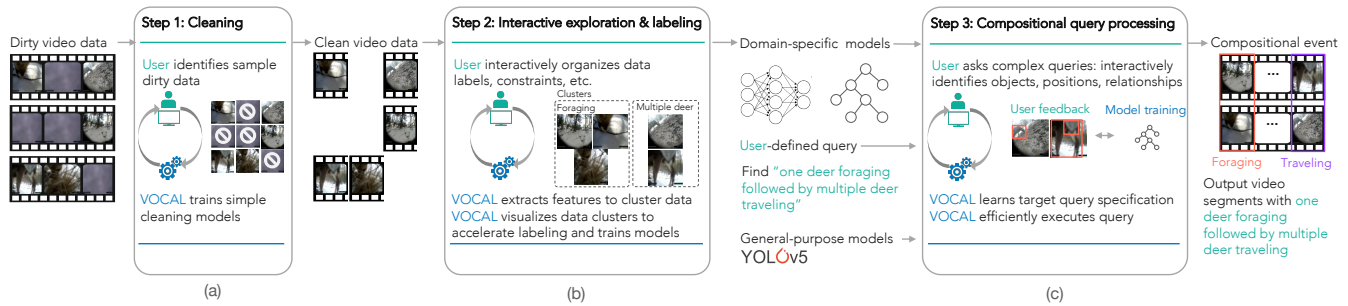 Dirty video data
Step 1: Cleaning
User identifies sample
dirty data
VOCAL trains simple
cleaning models
(a)
Clean video data
Step 2: Interactive exploration & labeling
User interactively organizes data
labels, constraints, etc.
Clusters
Foraging
Multiple deer
VOCAL extracts features to cluster data
VOCAL visualizes data clusters to
accelerate labeling and trains models
(b)
Domain-specific models
User-defined query
Find “one deer foraging
followed by multiple deer
traveling”
General-purpose models
YOLOv5
Step 3: Compositional query processing
User asks complex queries: interactively
identifies objects, positions, relationships
User feedback
Model training
VOCAL learns target query specification
VOCAL efficiently executes query
(c)
Compositional event
...
...
Foraging
Traveling
Output video
segments with one
deer foraging
followed by multiple
deer traveling